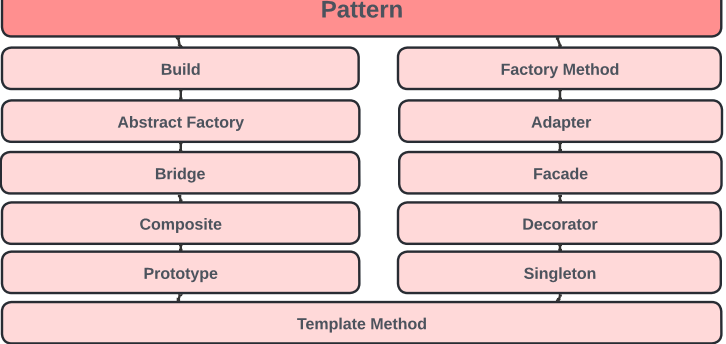 Pattern
Build
Factory Method
Abstract Factory
Adapter
Bridge
Facade
Composite
Decorator
Prototype
Singleton
Template Method